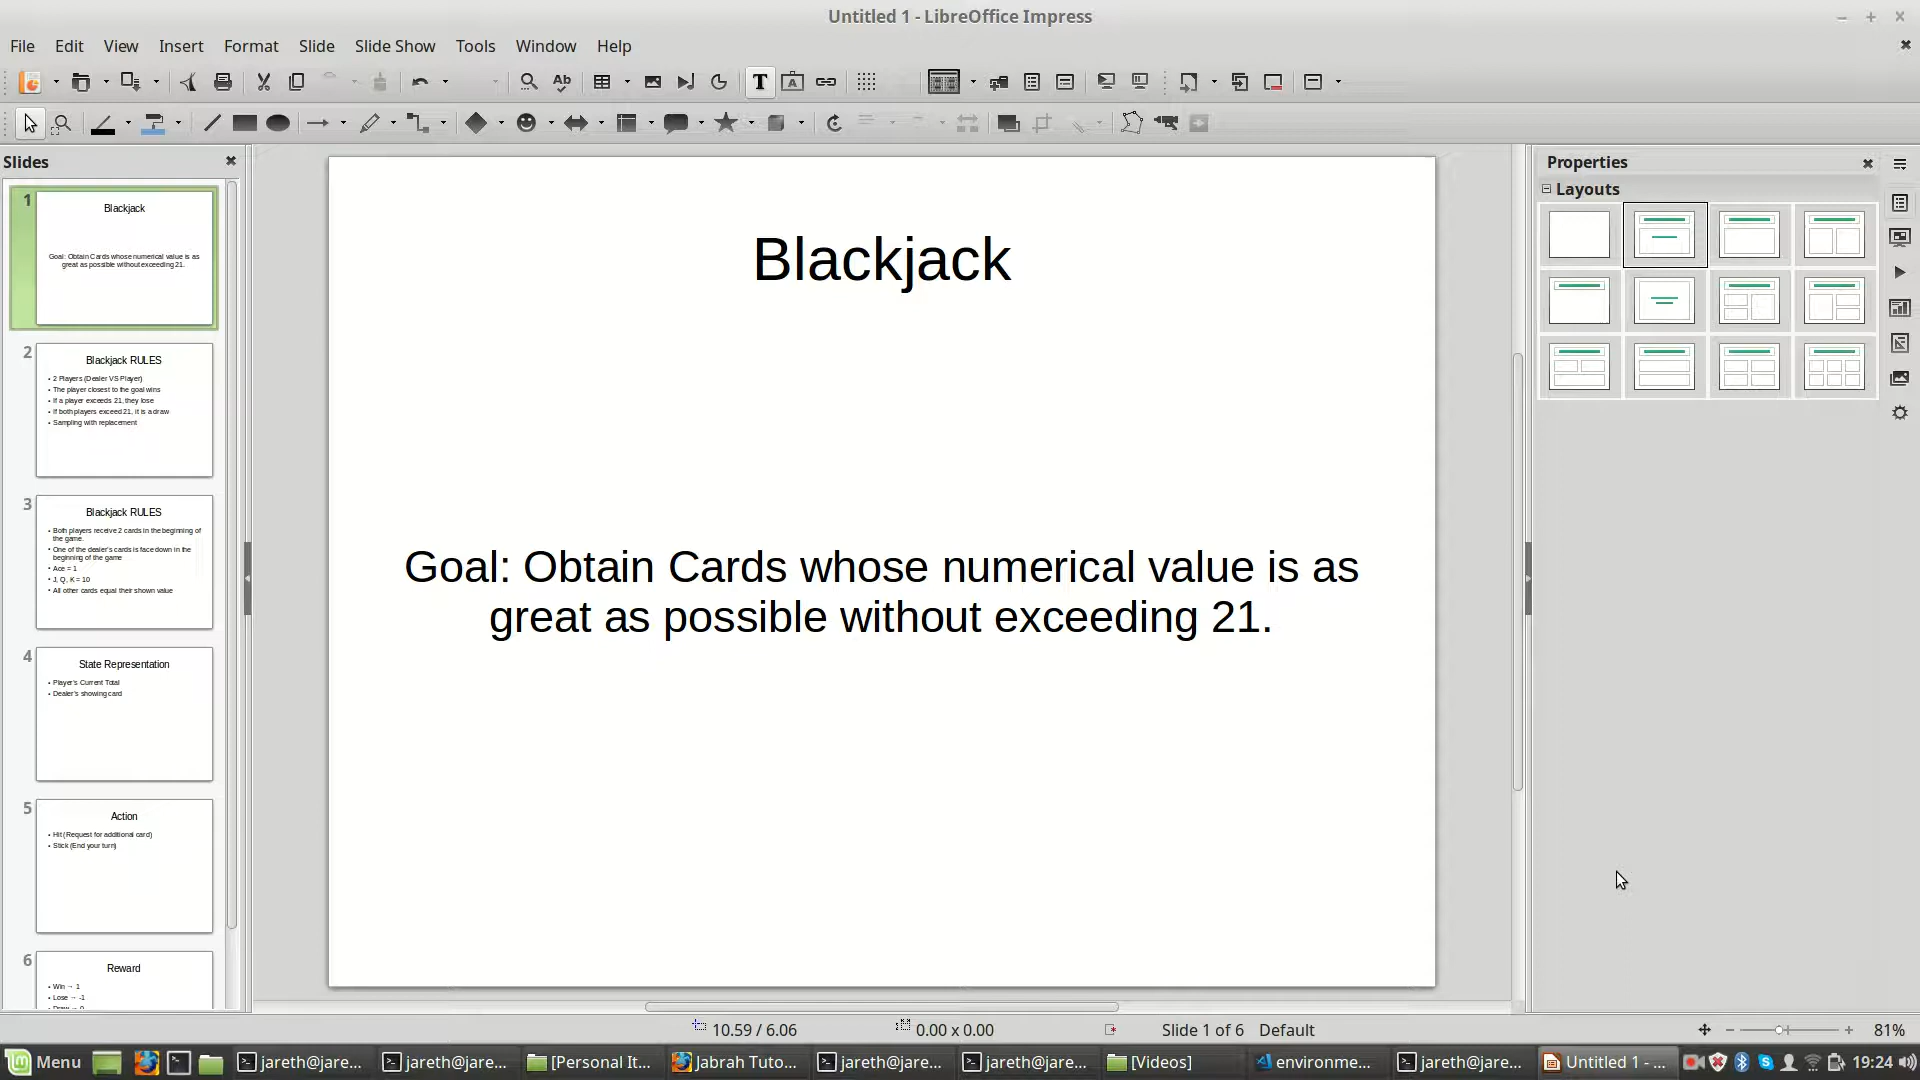 Untitled 1 - LibreOffice Impress
File Edit View Insert Format Slide Slide Show Tools Window Help
Slides
1
Blackjack
Goal: Obtain Cards whose numerical value is as
great as possible without exceeding 21.
2
Blackjack RULES
• 2 Players (Dealer VS Player)
• The player closest to the goal wins
• If a player exceeds 21, they lose
• If both players exceed 21, it is a draw
• Sampling with replacement
3
Blackjack RULES
• Both players receive 2 cards in the beginning of
the game.
• One of the dealer's cards is face down in the
beginning of the game
• Ace = 1
• J, Q, K = 10
• All other cards equal their shown value
4
State Representation
• Player's Current Total
• Dealer's showing card
5
Action
• Hit (Request for additional card)
• Stick (End your turn)
6
Reward
• Win → 1
• Lose → -1
• Draw → 0
Blackjack
Goal: Obtain Cards whose numerical value is as
great as possible without exceeding 21.
Properties
Layouts
10.59 / 6.06 0.00 x 0.00 Slide 1 of 6 Default 81%
Menu jareth@jare... jareth@jare... [Personal It... Jabrah Tuto... jareth@jare... jareth@jare... [Videos] environme... jareth@jare... Untitled 1 - ... 19:24